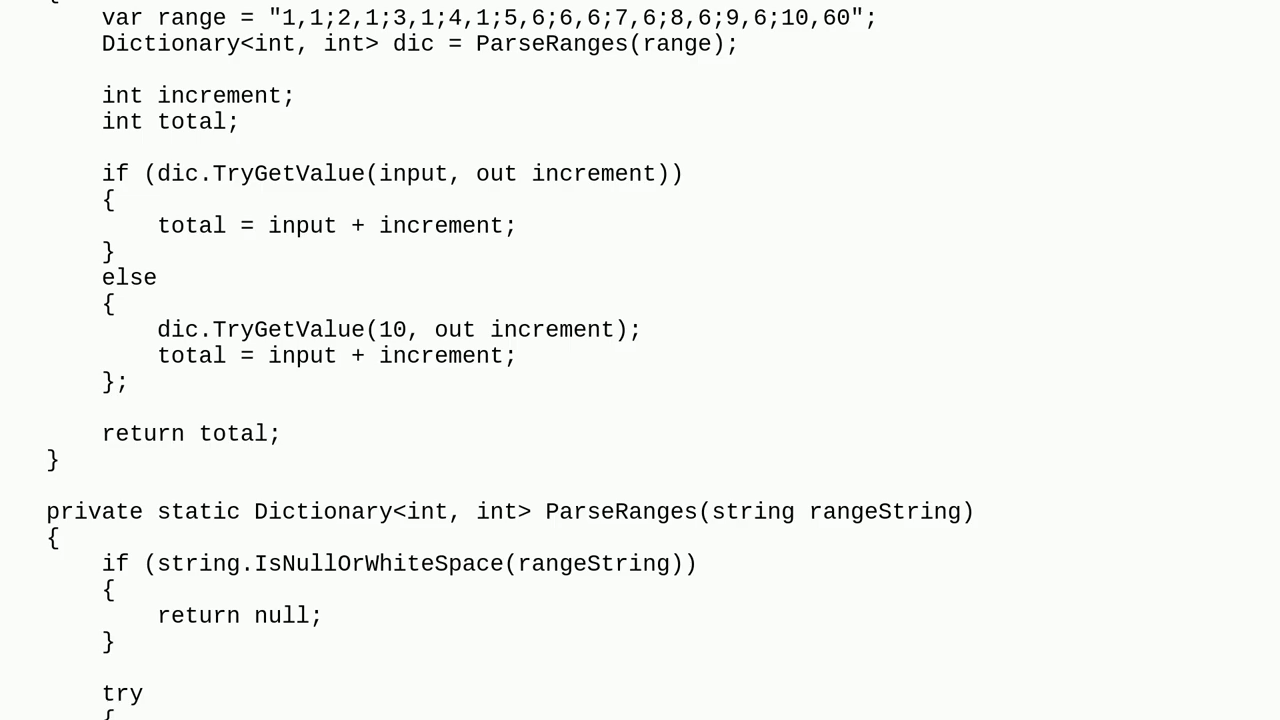 {
var range = "1,1;2,1;3,1;4,1;5,6;6,6;7,6;8,6;9,6;10,60";
Dictionary<int, int> dic = ParseRanges(range);
int increment;
int total;
if (dic.TryGetValue(input, out increment))
{
total = input + increment;
}
else
{
dic.TryGetValue(10, out increment);
total = input + increment;
};
return total;
}
private static Dictionary<int, int> ParseRanges(string rangeString)
{
if (string.IsNullOrWhiteSpace(rangeString))
{
return null;
}
try
{